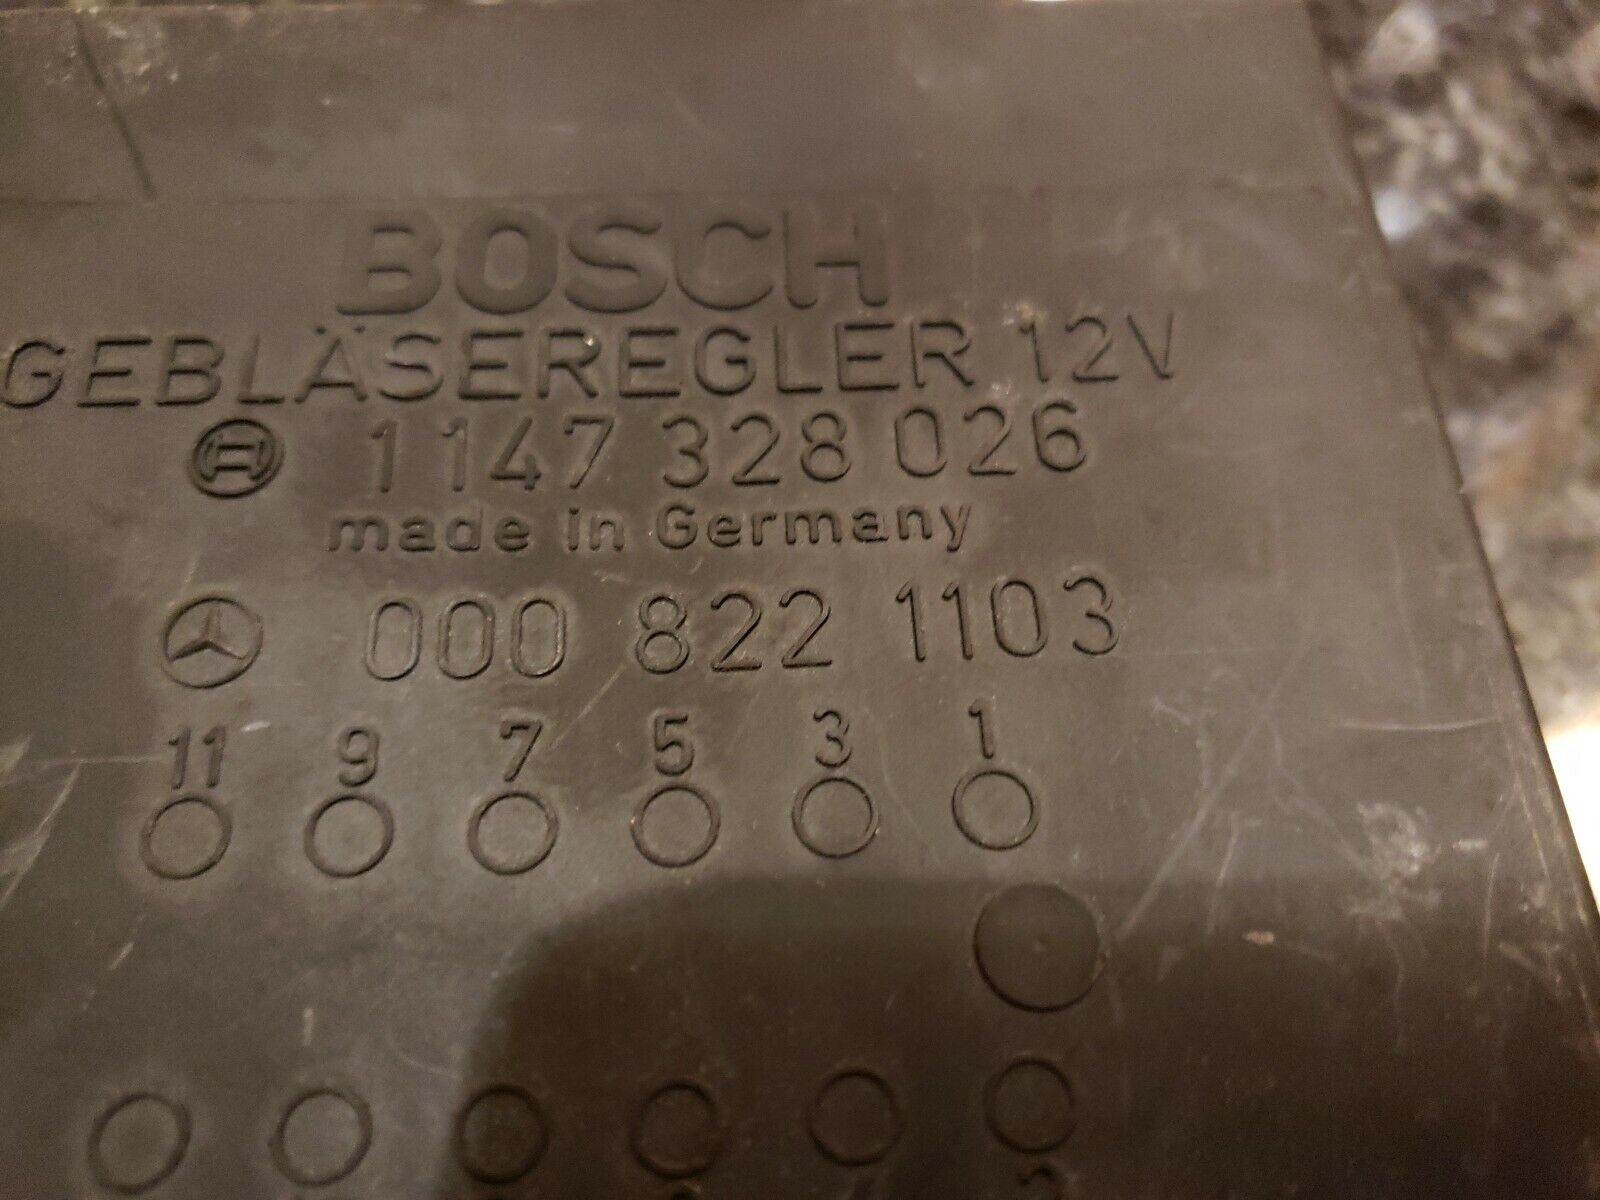 BOSCH
GEBLÄSEREGLER 12V
1 147 328 026
made in Germany
000 822 1103
11 9 7 5 3 1